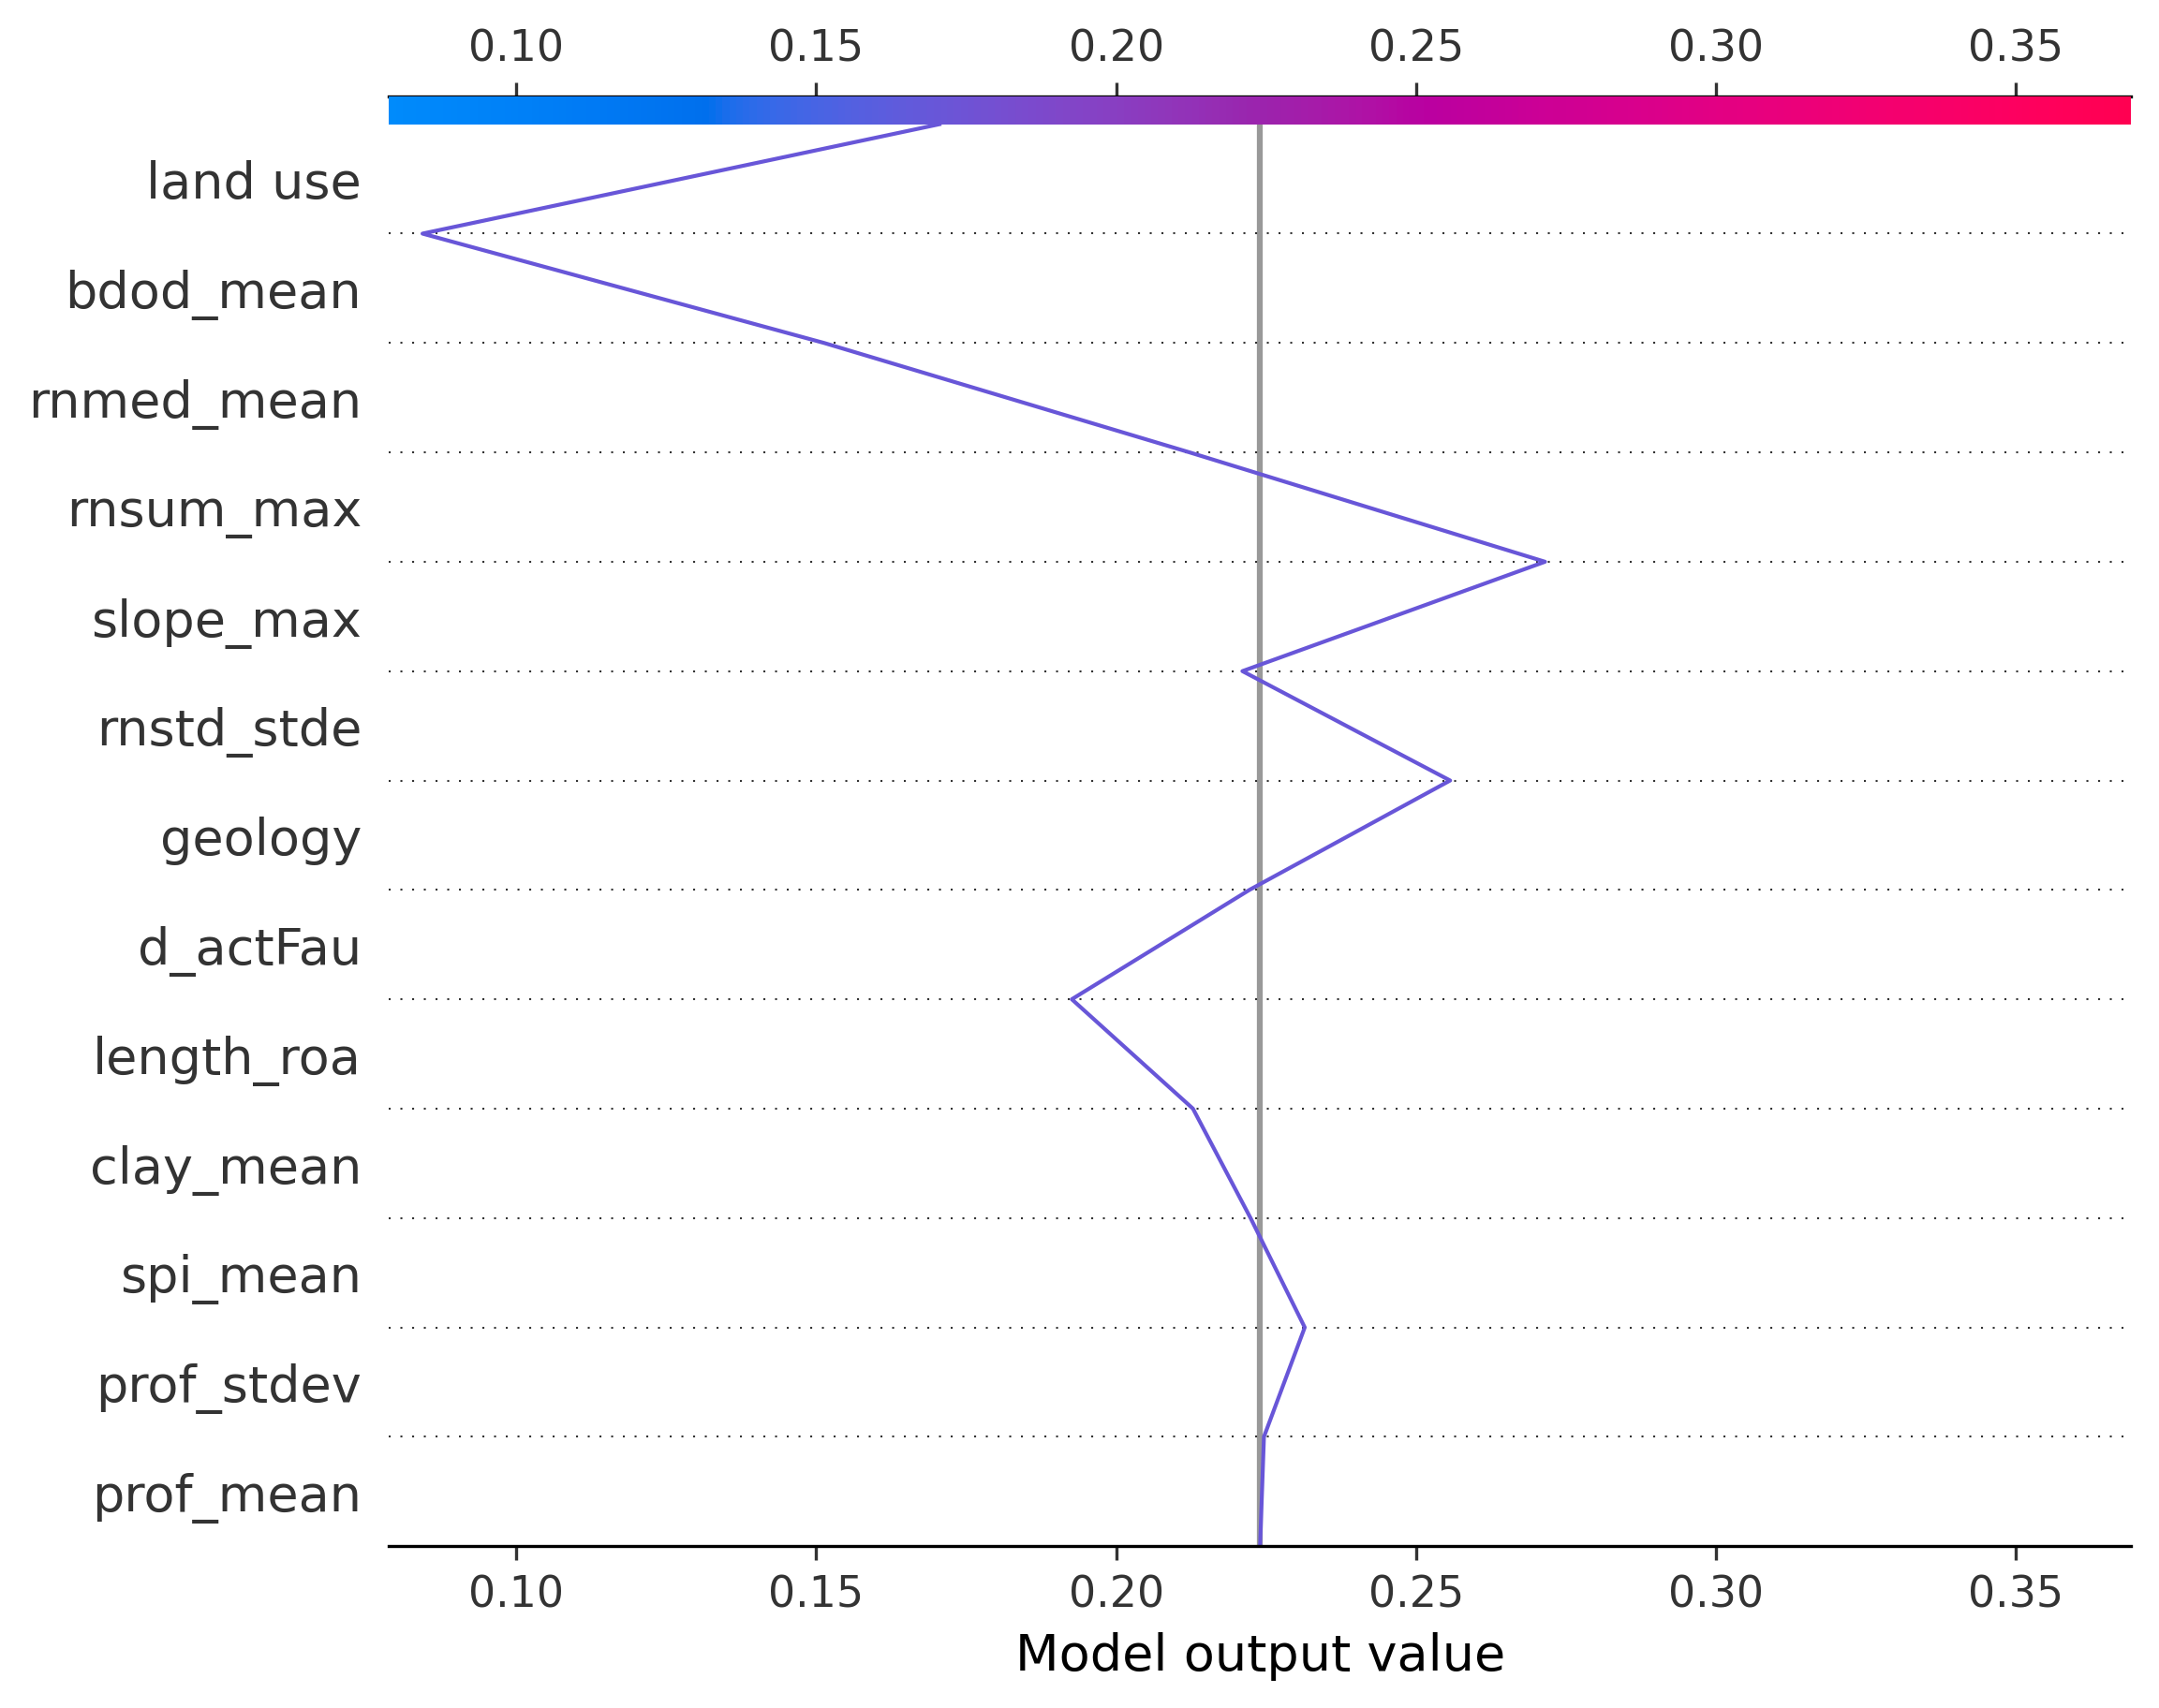 0.10 0.15 0.20 0.25 0.30 0.35
land use
bdod_mean
rnmed_mean
rnsum_max
slope_max
rnstd_stde
geology
d_actFau
length_roa
clay_mean
spi_mean
prof_stdev
prof_mean
0.10 0.15 0.20 0.25 0.30 0.35
Model output value